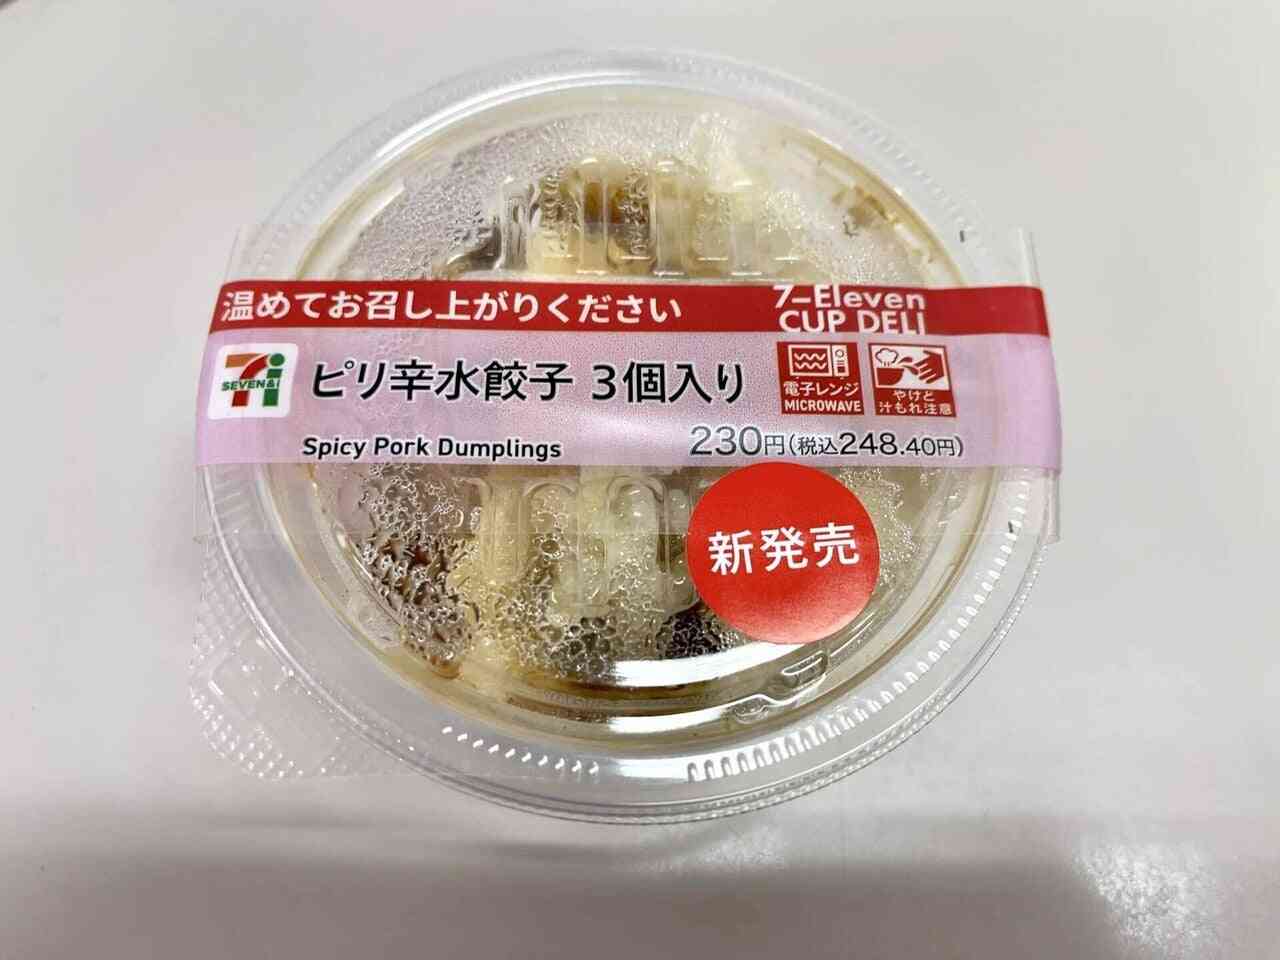 温めてお召し上がりください
7-Eleven
CUP DELI
SEVEN&i
ピリ辛水餃子 3個入り
電子レンジ
MICROWAVE
やけど
汁もれ注意
Spicy Pork Dumplings
230円(税込248.40円)
新発売